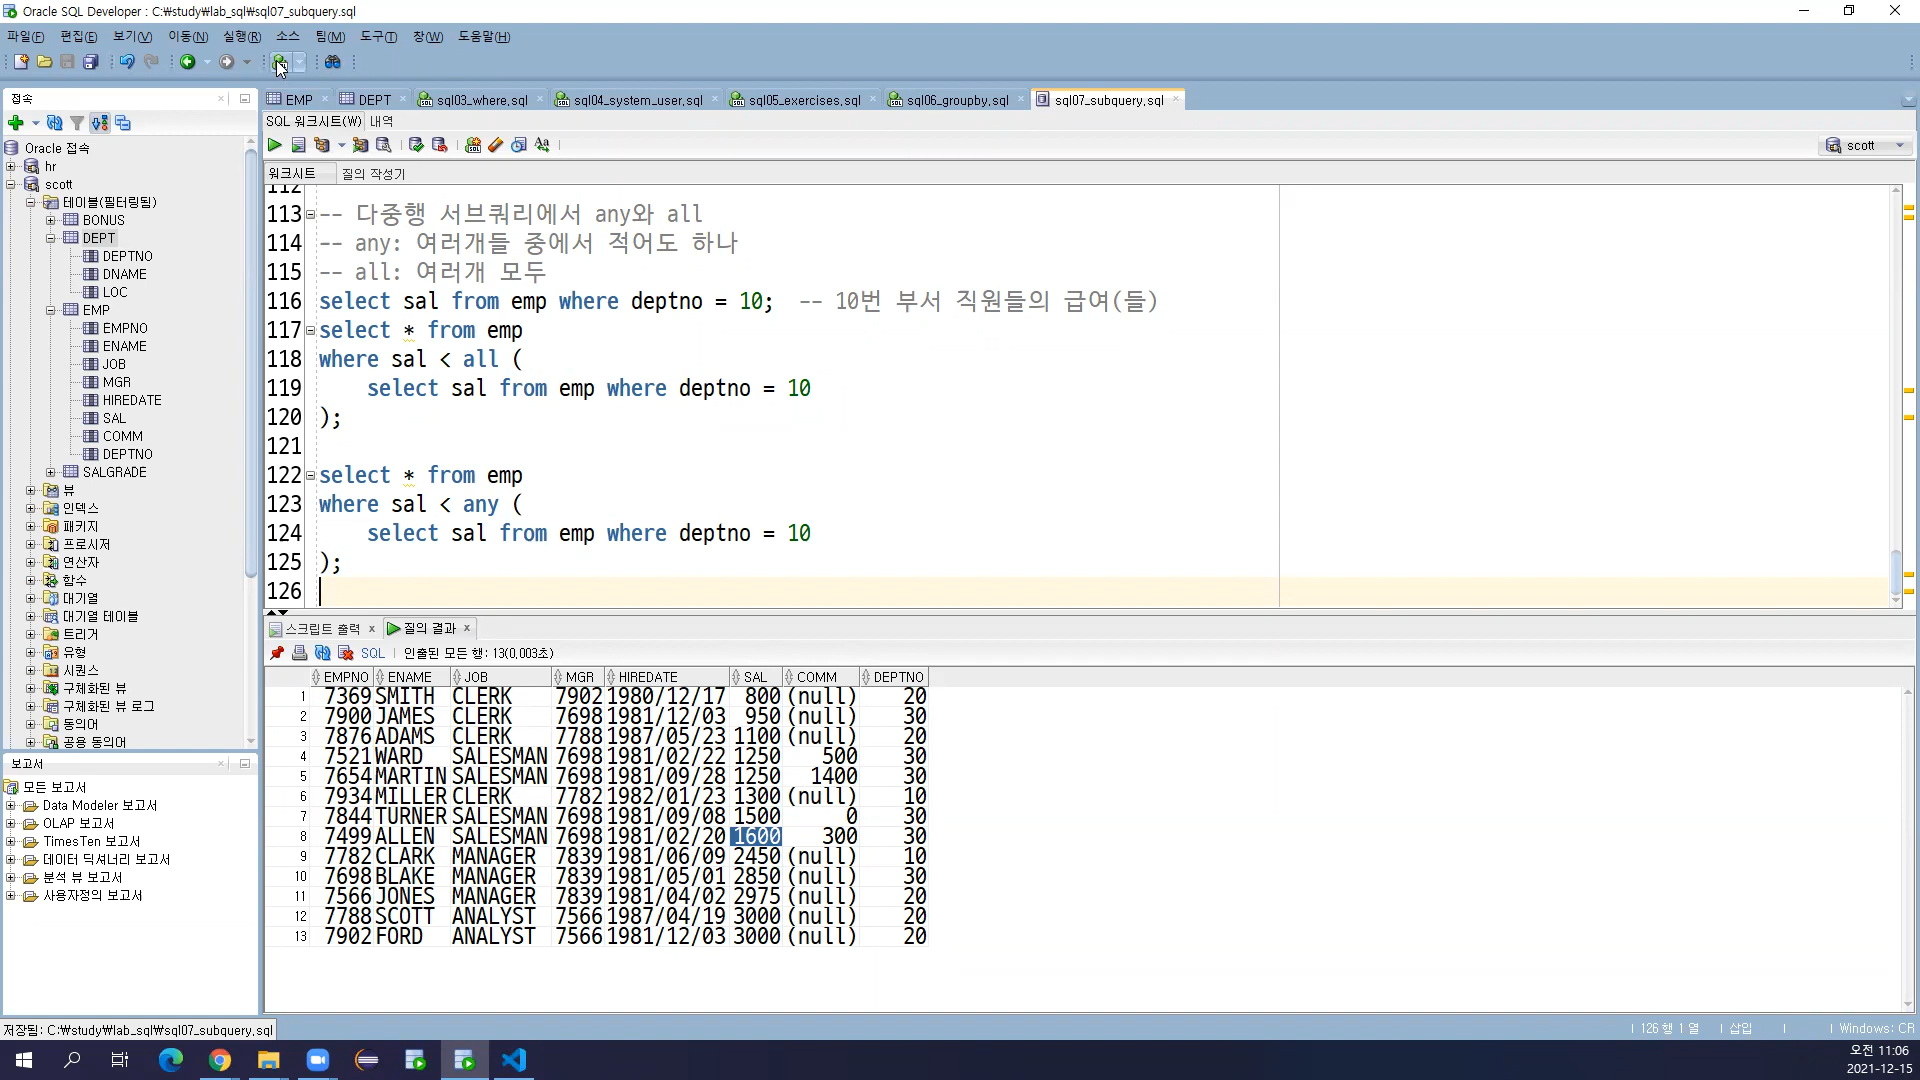 Oracle SQL Developer : C:₩study₩lab_sql₩sql07_subquery.sql
파일(F) 편집(E) 보기(V) 이동(N) 실행(R) 소스 팀(M) 도구(T) 창(W) 도움말(H)
접속
EMP DEPT sql03_where.sql sql04_system_user.sql sql05_exercises.sql sql06_groupby.sql sql07_subquery.sql
SQL 워크시트(W) 내역
scott
워크시트 질의 작성기
Oracle 접속
hr
scott
테이블(필터링됨)
BONUS
DEPT
DEPTNO
DNAME
LOC
EMP
EMPNO
ENAME
JOB
MGR
HIREDATE
SAL
COMM
DEPTNO
SALGRADE
뷰
인덱스
패키지
프로시저
연산자
함수
대기열
대기열 테이블
트리거
유형
시퀀스
구체화된 뷰
구체화된 뷰 로그
동의어
공용 동의어
112
113 -- 다중행 서브쿼리에서 any와 all
114 -- any: 여러개들 중에서 적어도 하나
115 -- all: 여러개 모두
116 select sal from emp where deptno = 10; -- 10번 부서 직원들의 급여(들)
117 select * from emp
118 where sal < all (
119 select sal from emp where deptno = 10
120 );
121
122 select * from emp
123 where sal < any (
124 select sal from emp where deptno = 10
125 );
126
스크립트 출력 x 질의 결과 x
SQL | 인출된 모든 행: 13(0.003초)
EMPNO ENAME JOB MGR HIREDATE SAL COMM DEPTNO
1 7369 SMITH CLERK 7902 1980/12/17 800 (null) 20
2 7900 JAMES CLERK 7698 1981/12/03 950 (null) 30
3 7876 ADAMS CLERK 7788 1987/05/23 1100 (null) 20
4 7521 WARD SALESMAN 7698 1981/02/22 1250 500 30
5 7654 MARTIN SALESMAN 7698 1981/09/28 1250 1400 30
6 7934 MILLER CLERK 7782 1982/01/23 1300 (null) 10
7 7844 TURNER SALESMAN 7698 1981/09/08 1500 0 30
8 7499 ALLEN SALESMAN 7698 1981/02/20 1600 300 30
9 7782 CLARK MANAGER 7839 1981/06/09 2450 (null) 10
10 7698 BLAKE MANAGER 7839 1981/05/01 2850 (null) 30
11 7566 JONES MANAGER 7839 1981/04/02 2975 (null) 20
12 7788 SCOTT ANALYST 7566 1987/04/19 3000 (null) 20
13 7902 FORD ANALYST 7566 1981/12/03 3000 (null) 20
보고서
모든 보고서
Data Modeler 보고서
OLAP 보고서
TimesTen 보고서
데이터 딕셔너리 보고서
분석 뷰 보고서
사용자정의 보고서
저장됨: C:₩study₩lab_sql₩sql07_subquery.sql
126 행 1 열 | 삽입 | Windows: CR
오전 11:06
2021-12-15